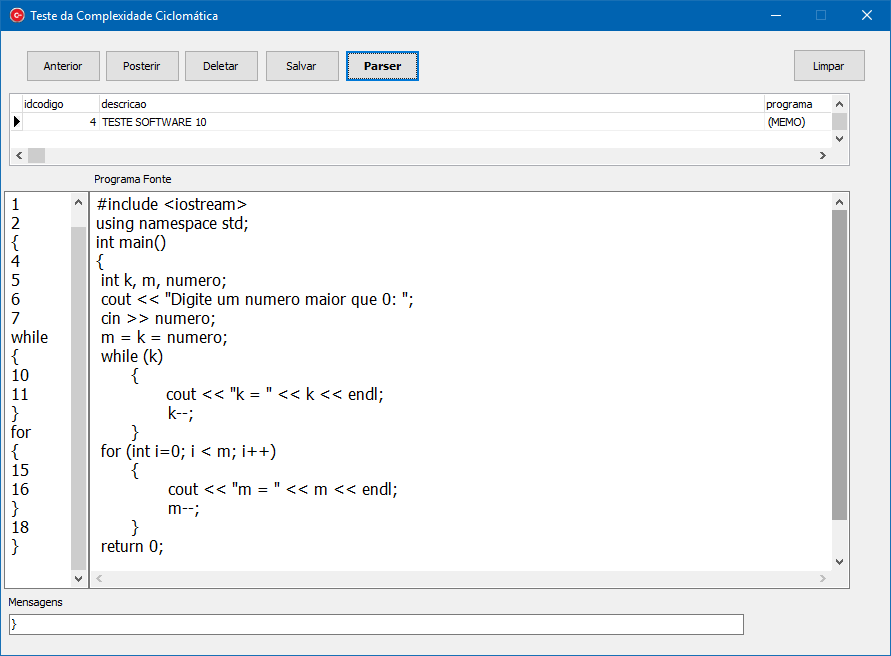 Teste da Complexidade Ciclomática
Anterior Posterir Deletar Salvar Parser Limpar
idcodigo descricao programa
4 TESTE SOFTWARE 10 (MEMO)
Programa Fonte
1 #include <iostream>
2 using namespace std;
{ int main()
4 {
5 int k, m, numero;
6 cout << "Digite um numero maior que 0: ";
7 cin >> numero;
while m = k = numero;
{ while (k)
10 {
11 cout << "k = " << k << endl;
} k--;
for }
{ for (int i=0; i < m; i++)
15 {
16 cout << "m = " << m << endl;
} m--;
18 }
} return 0;
Mensagens
}